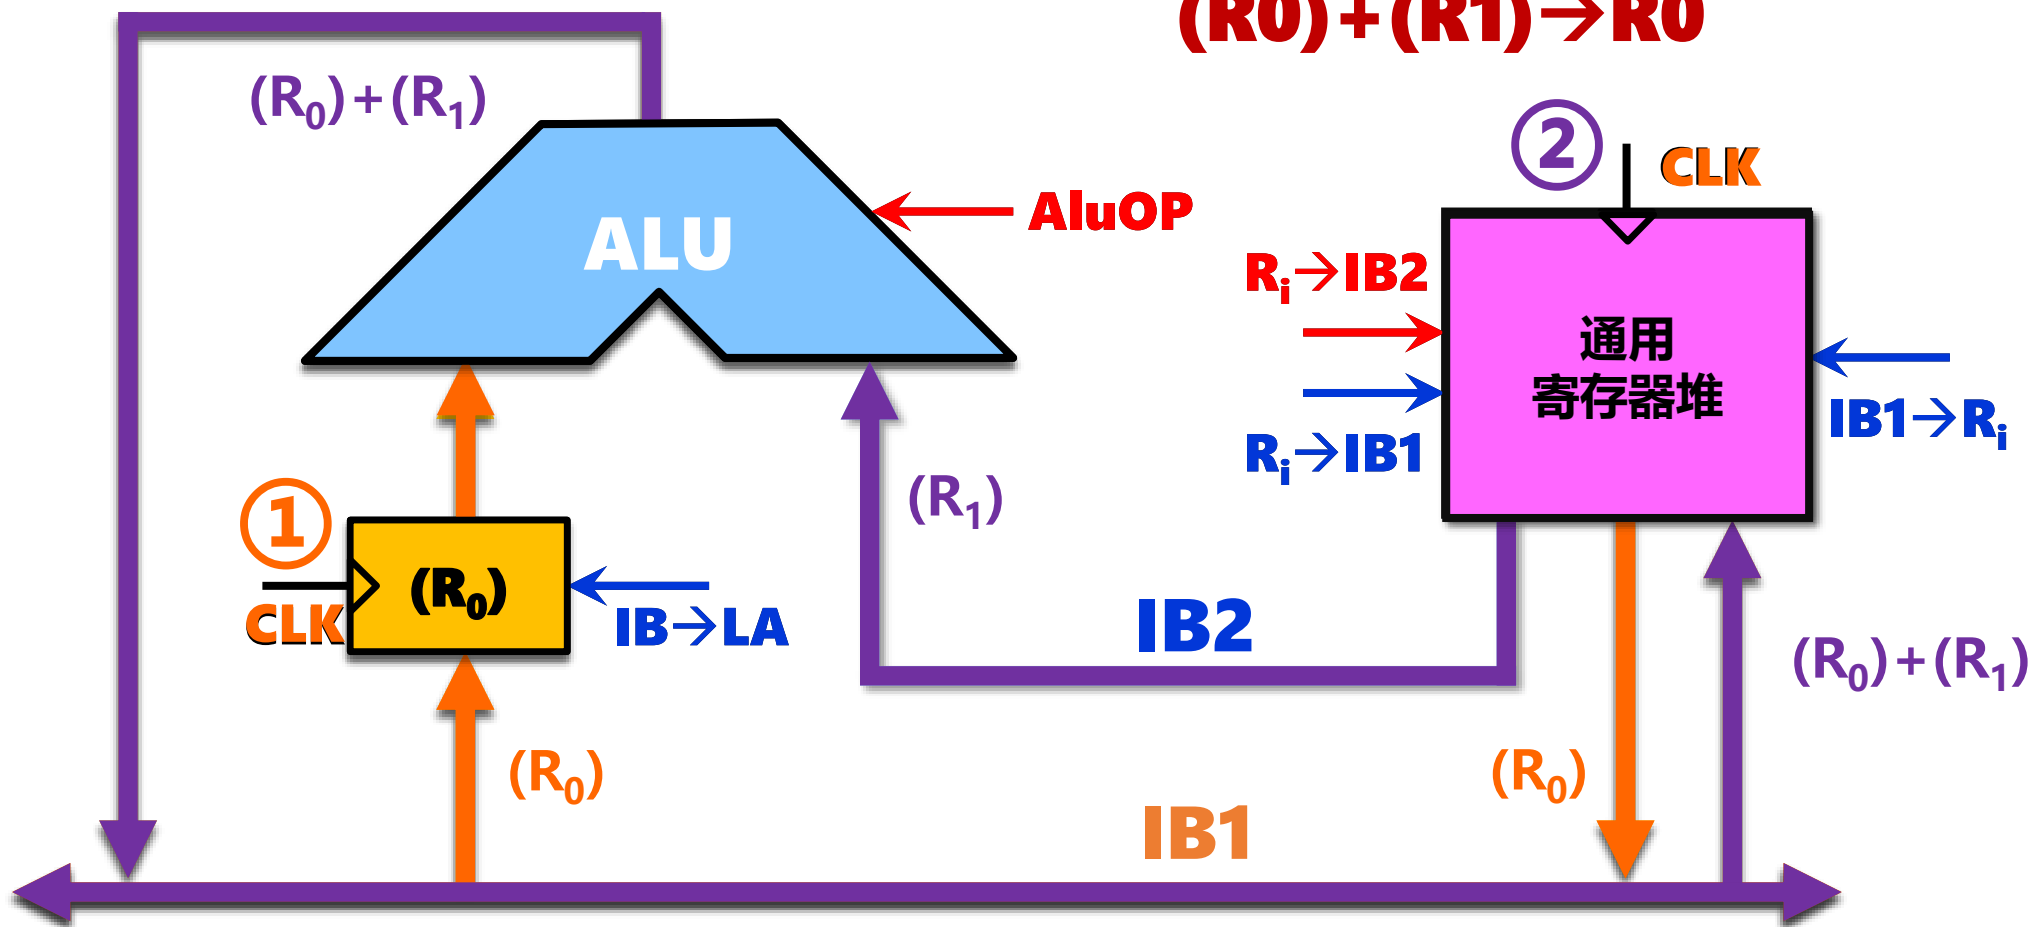 (R0)+(R1)→R0
(R₀)+(R₁)
②
CLK
ALU
AluOP
Rᵢ→IB2
通用
寄存器堆
IB1→Rᵢ
Rᵢ→IB1
(R₁)
①
(R₀)
CLK
IB→LA
IB2
(R₀)+(R₁)
(R₀)
(R₀)
IB1